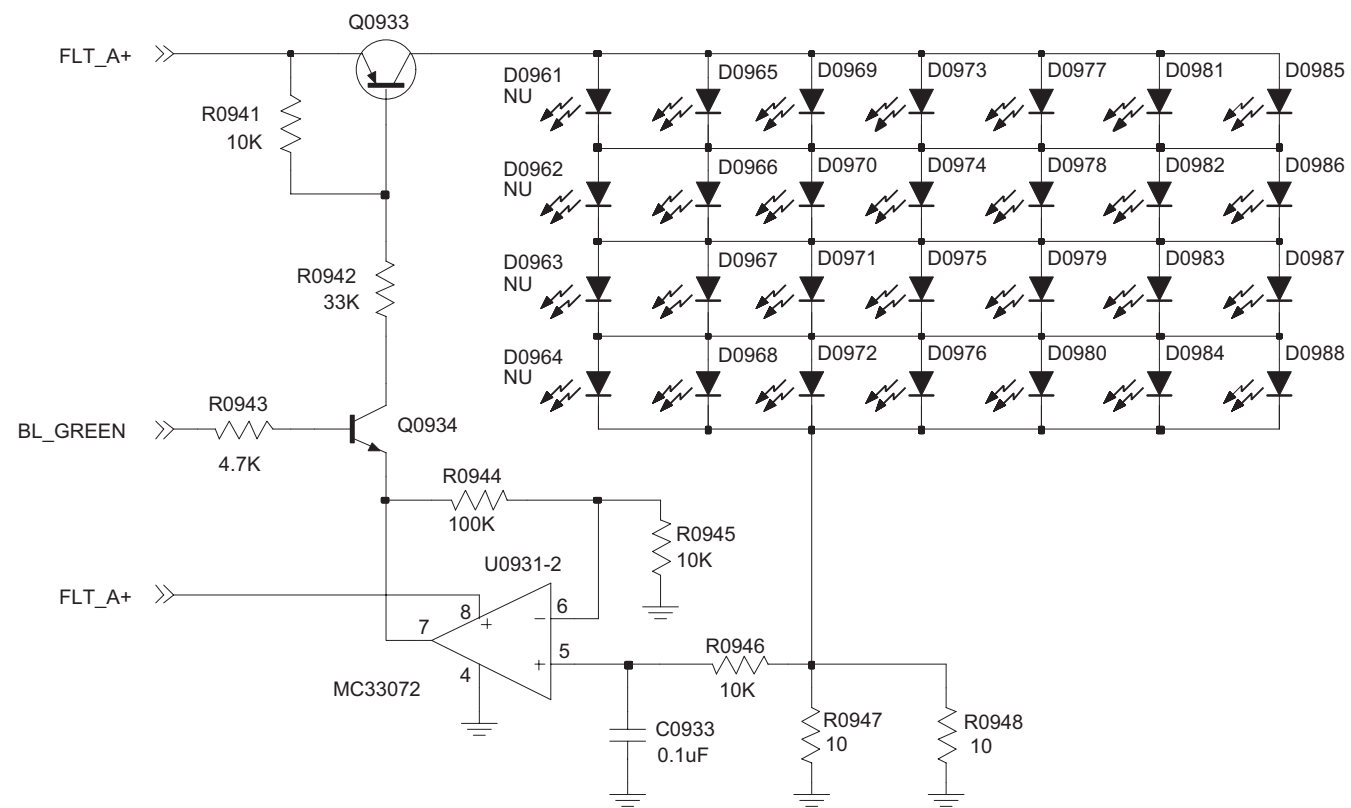 Q0933
FLT_A+
D0961
NU
D0965
D0969
D0973
D0977
D0981
D0985
R0941
10K
D0962
NU
D0966
D0970
D0974
D0978
D0982
D0986
R0942
33K
D0963
NU
D0967
D0971
D0975
D0979
D0983
D0987
D0964
NU
D0968
D0972
D0976
D0980
D0984
D0988
R0943
BL_GREEN
4.7K
Q0934
R0944
100K
R0945
10K
U0931-2
FLT_A+
8
+
7
4
−
6
+
5
MC33072
R0946
10K
C0933
0.1uF
R0947
10
R0948
10